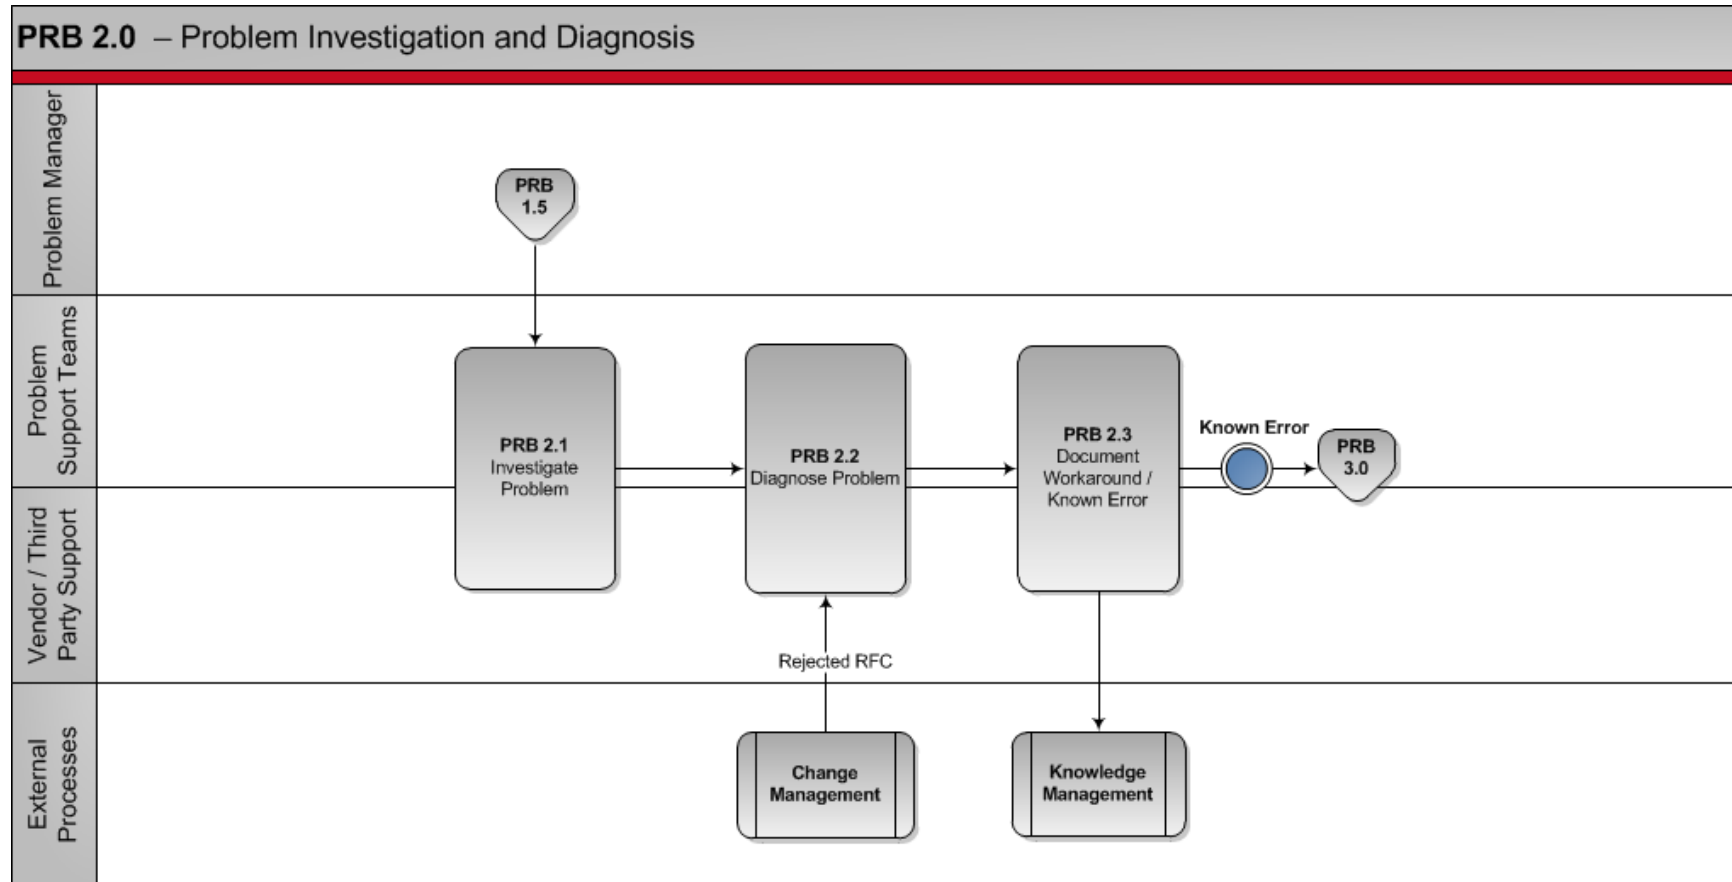 PRB 2.0 – Problem Investigation and Diagnosis
Problem Manager
PRB
1.5
Problem
Support Teams
PRB 2.1
Investigate
Problem
PRB 2.2
Diagnose Problem
PRB 2.3
Document
Workaround /
Known Error
Known Error
PRB
3.0
Vendor / Third
Party Support
Rejected RFC
External
Processes
Change
Management
Knowledge
Management